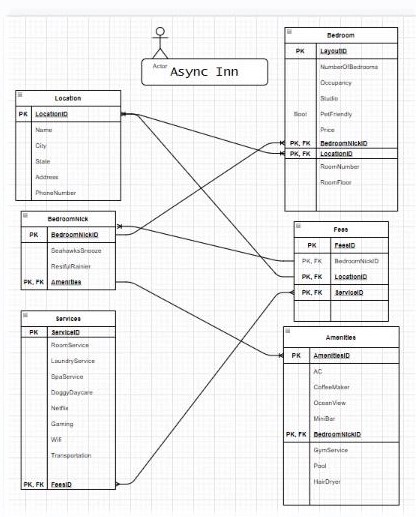 Actor
Async Inn
Location
PK LocationID
Name
City
State
Address
PhoneNumber
BedroomNick
PK BedroomNickID
SeahawksSnooze
RestfulRainier
PK, FK Amenities
Services
PK ServiceID
RoomService
LaundryService
SpaService
DoggyDaycare
Netflix
Gaming
Wifi
Transportation
PK, FK FeesID
Bedroom
PK LayoutID
NumberOfBedrooms
Occupancy
Studio
Bool PetFriendly
Price
PK, FK BedroomNickID
PK, FK LocationID
RoomNumber
RoomFloor
Fees
PK FeesID
PK, FK BedroomNickID
PK, FK LocationID
PK, FK ServiceID
Amenities
PK AmenitiesID
AC
CoffeeMaker
OceanView
MiniBar
PK, FK BedroomNickID
GymService
Pool
HairDryer